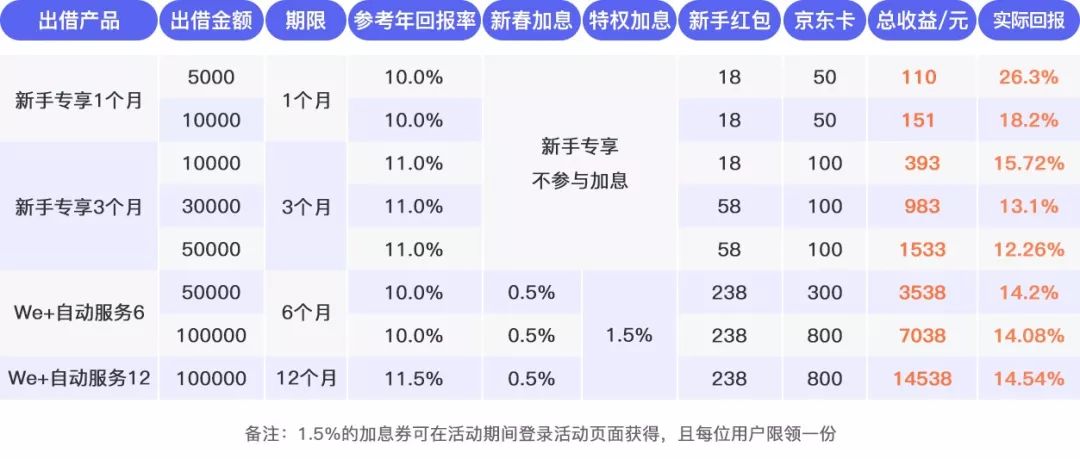 出借产品 出借金额 期限 参考年回报率 新春加息 特权加息 新手红包 京东卡 总收益/元 实际回报
新手专享1个月 5000 1个月 10.0% 新手专享 不参与加息 18 50 110 26.3%
10000 10.0% 18 50 151 18.2%
新手专享3个月 10000 3个月 11.0% 18 100 393 15.72%
30000 11.0% 58 100 983 13.1%
50000 11.0% 58 100 1533 12.26%
We+自动服务6 50000 6个月 10.0% 0.5% 1.5% 238 300 3538 14.2%
100000 10.0% 0.5% 238 800 7038 14.08%
We+自动服务12 100000 12个月 11.5% 0.5% 238 800 14538 14.54%
备注：1.5%的加息券可在活动期间登录活动页面获得，且每位用户限领一份